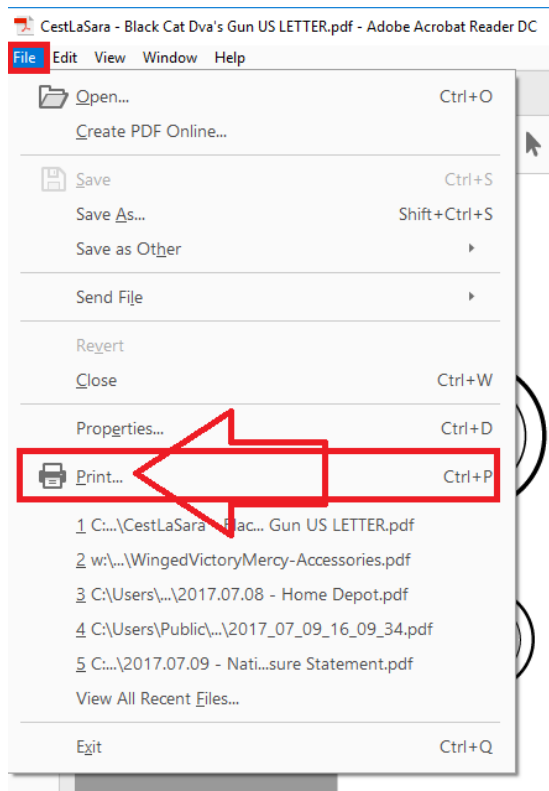 CestLaSara - Black Cat Dva's Gun US LETTER.pdf - Adobe Acrobat Reader DC
File Edit View Window Help
Open... Ctrl+O
Create PDF Online...
Save Ctrl+S
Save As... Shift+Ctrl+S
Save as Other
Send File
Revert
Close Ctrl+W
Properties... Ctrl+D
Print... Ctrl+P
1 C:...\CestLaSara - Blac... Gun US LETTER.pdf
2 w:\...\WingedVictoryMercy-Accessories.pdf
3 C:\Users\...\2017.07.08 - Home Depot.pdf
4 C:\Users\Public\...\2017_07_09_16_09_34.pdf
5 C:...\2017.07.09 - Nati...sure Statement.pdf
View All Recent Files...
Exit Ctrl+Q